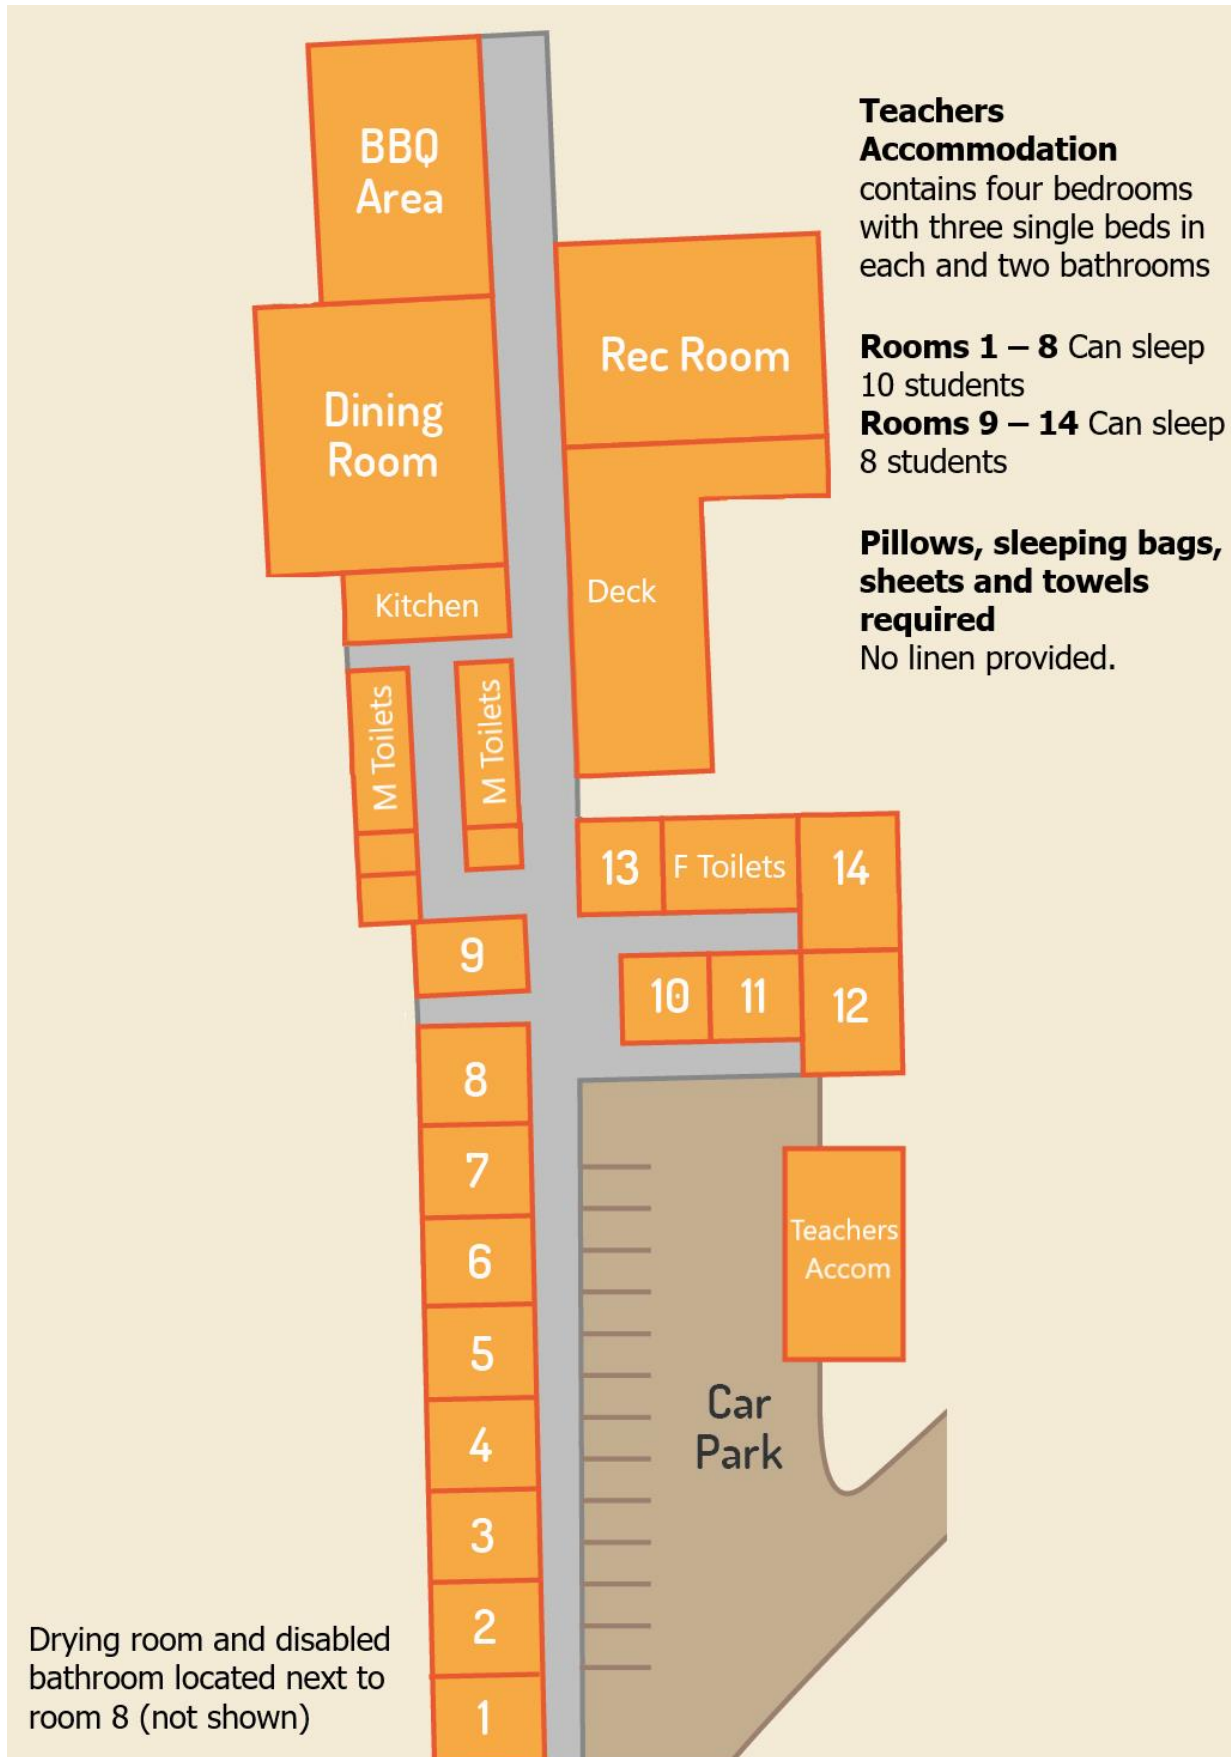 BBQ
Area
Teachers
Accommodation
contains four bedrooms
with three single beds in
each and two bathrooms
Rooms 1 – 8 Can sleep
10 students
Rooms 9 – 14 Can sleep
8 students
Pillows, sleeping bags,
sheets and towels
required
No linen provided.
Rec Room
Dining
Room
Deck
Kitchen
M Toilets
M Toilets
13
F Toilets
14
9
10
11
12
8
7
6
5
4
3
2
1
Teachers
Accom
Car
Park
Drying room and disabled
bathroom located next to
room 8 (not shown)